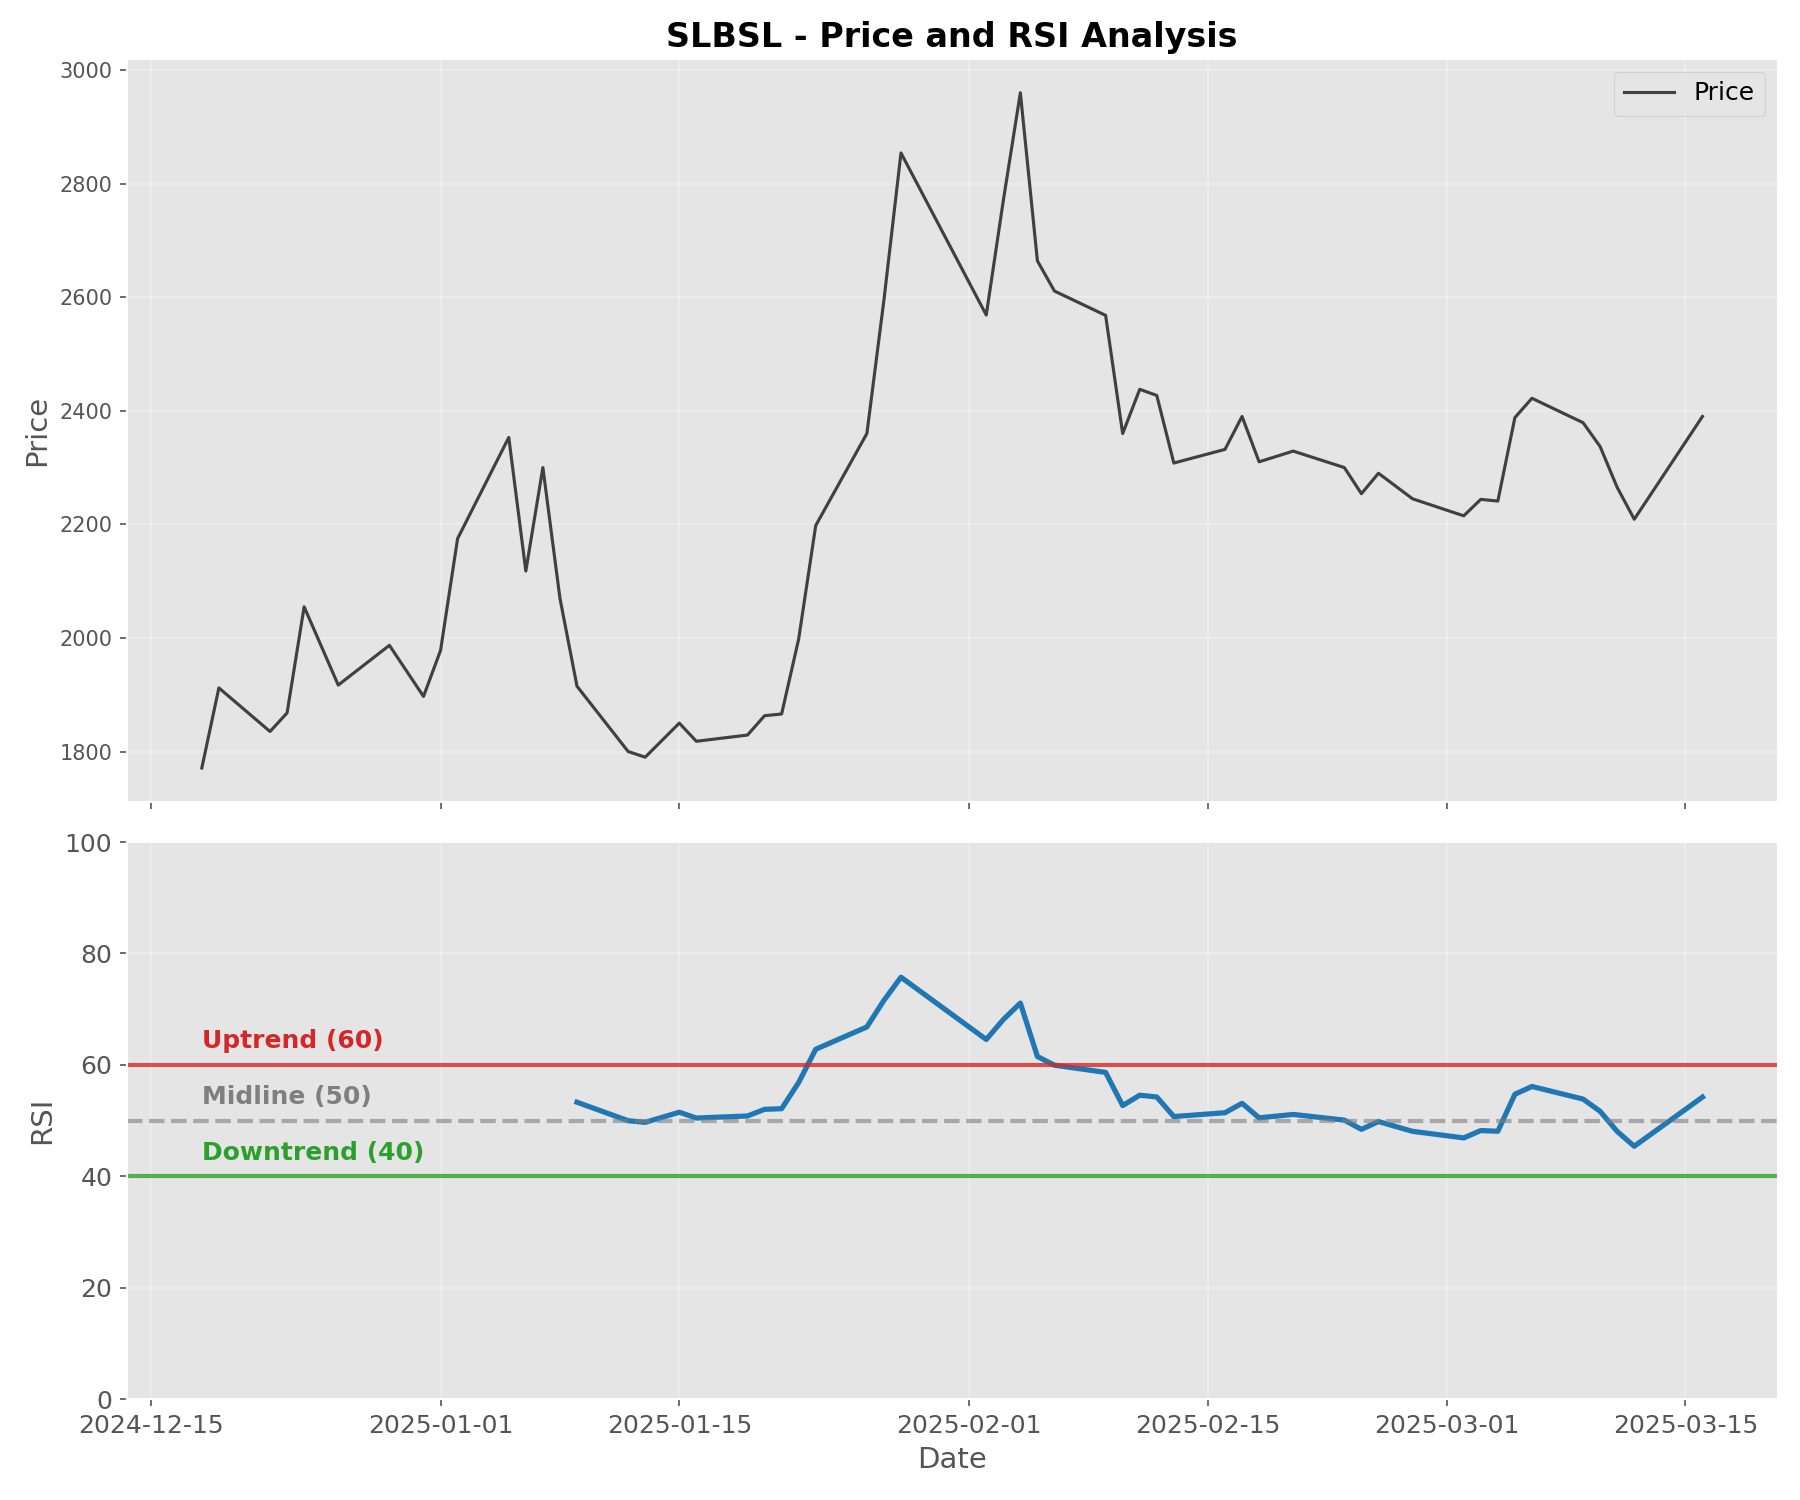 SLBSL - Price and RSI Analysis
3000
Price
2800
2600
2400
2200
2000
1800
Price
100
80
60
40
20
0
Uptrend (60)
Midline (50)
Downtrend (40)
RSI
2024-12-15
2025-01-01
2025-01-15
2025-02-01
2025-02-15
2025-03-01
2025-03-15
Date